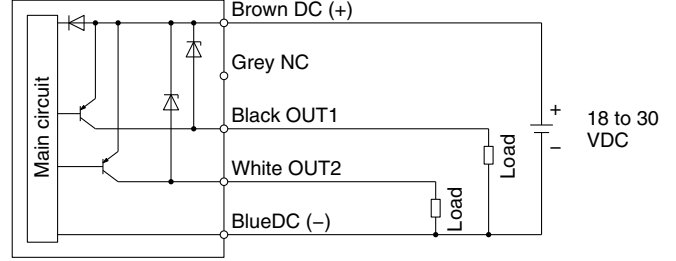 Brown DC (+)
Grey NC
Main circuit
Black OUT1
+
18 to 30
VDC
−
Load
White OUT2
Load
BlueDC (−)